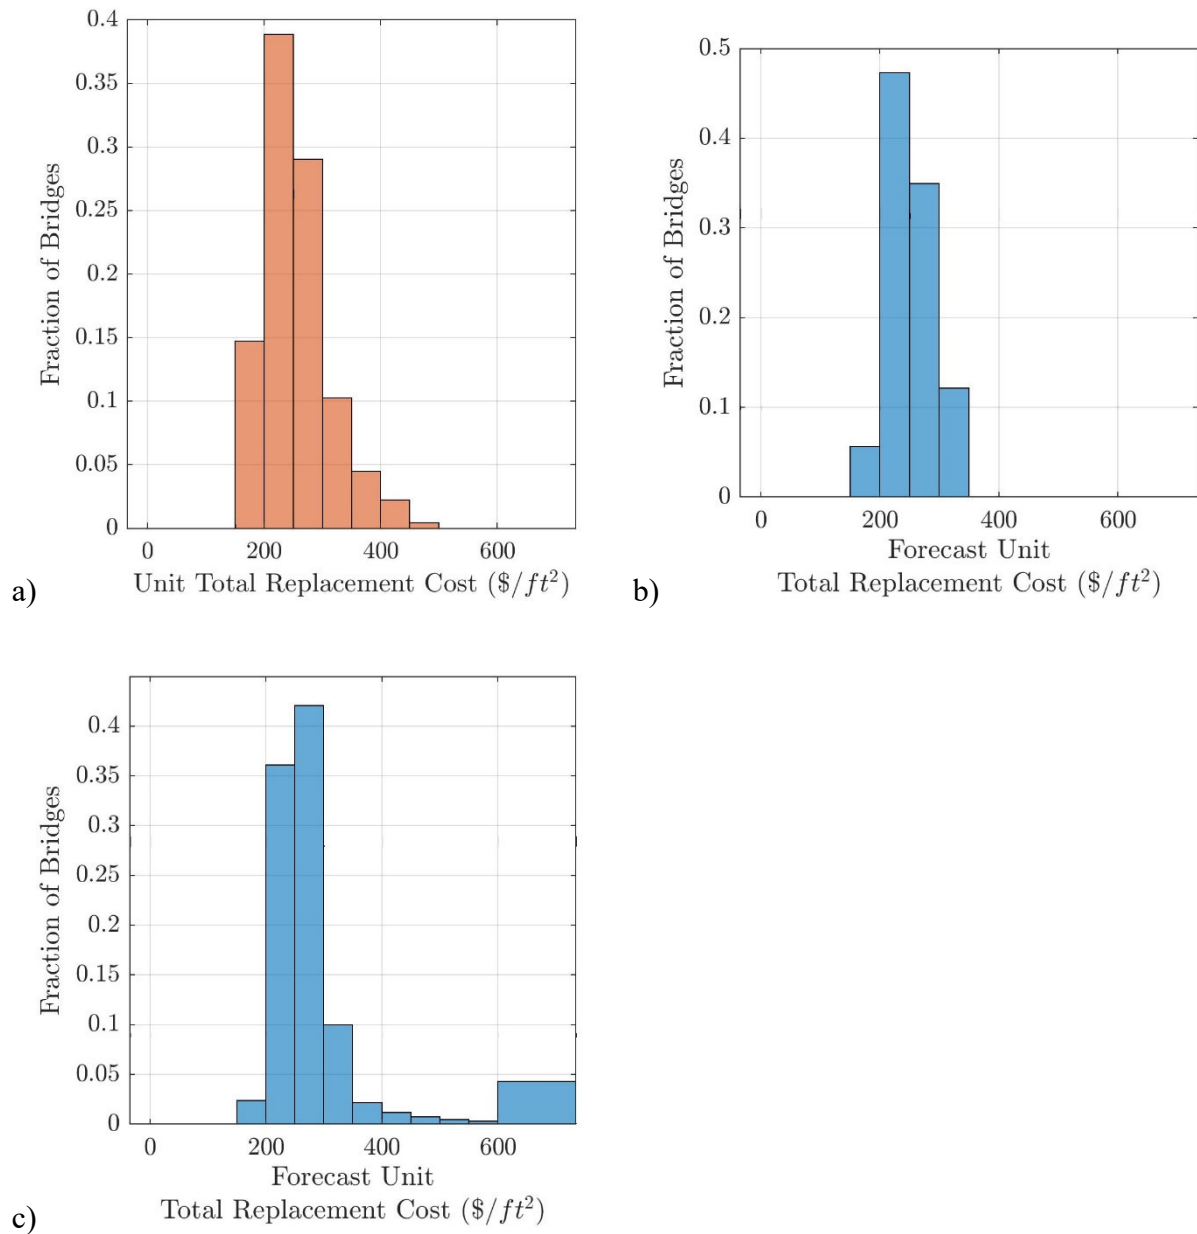 0.4
0.35
0.3
0.25
0.2
0.15
0.1
0.05
0
Fraction of Bridges
0 200 400 600
Unit Total Replacement Cost ($/ft²)
a)
0.5
0.4
0.3
0.2
0.1
0
Fraction of Bridges
0 200 400 600
Forecast Unit
Total Replacement Cost ($/ft²)
b)
0.4
0.35
0.3
0.25
0.2
0.15
0.1
0.05
0
Fraction of Bridges
0 200 400 600
Forecast Unit
Total Replacement Cost ($/ft²)
c)